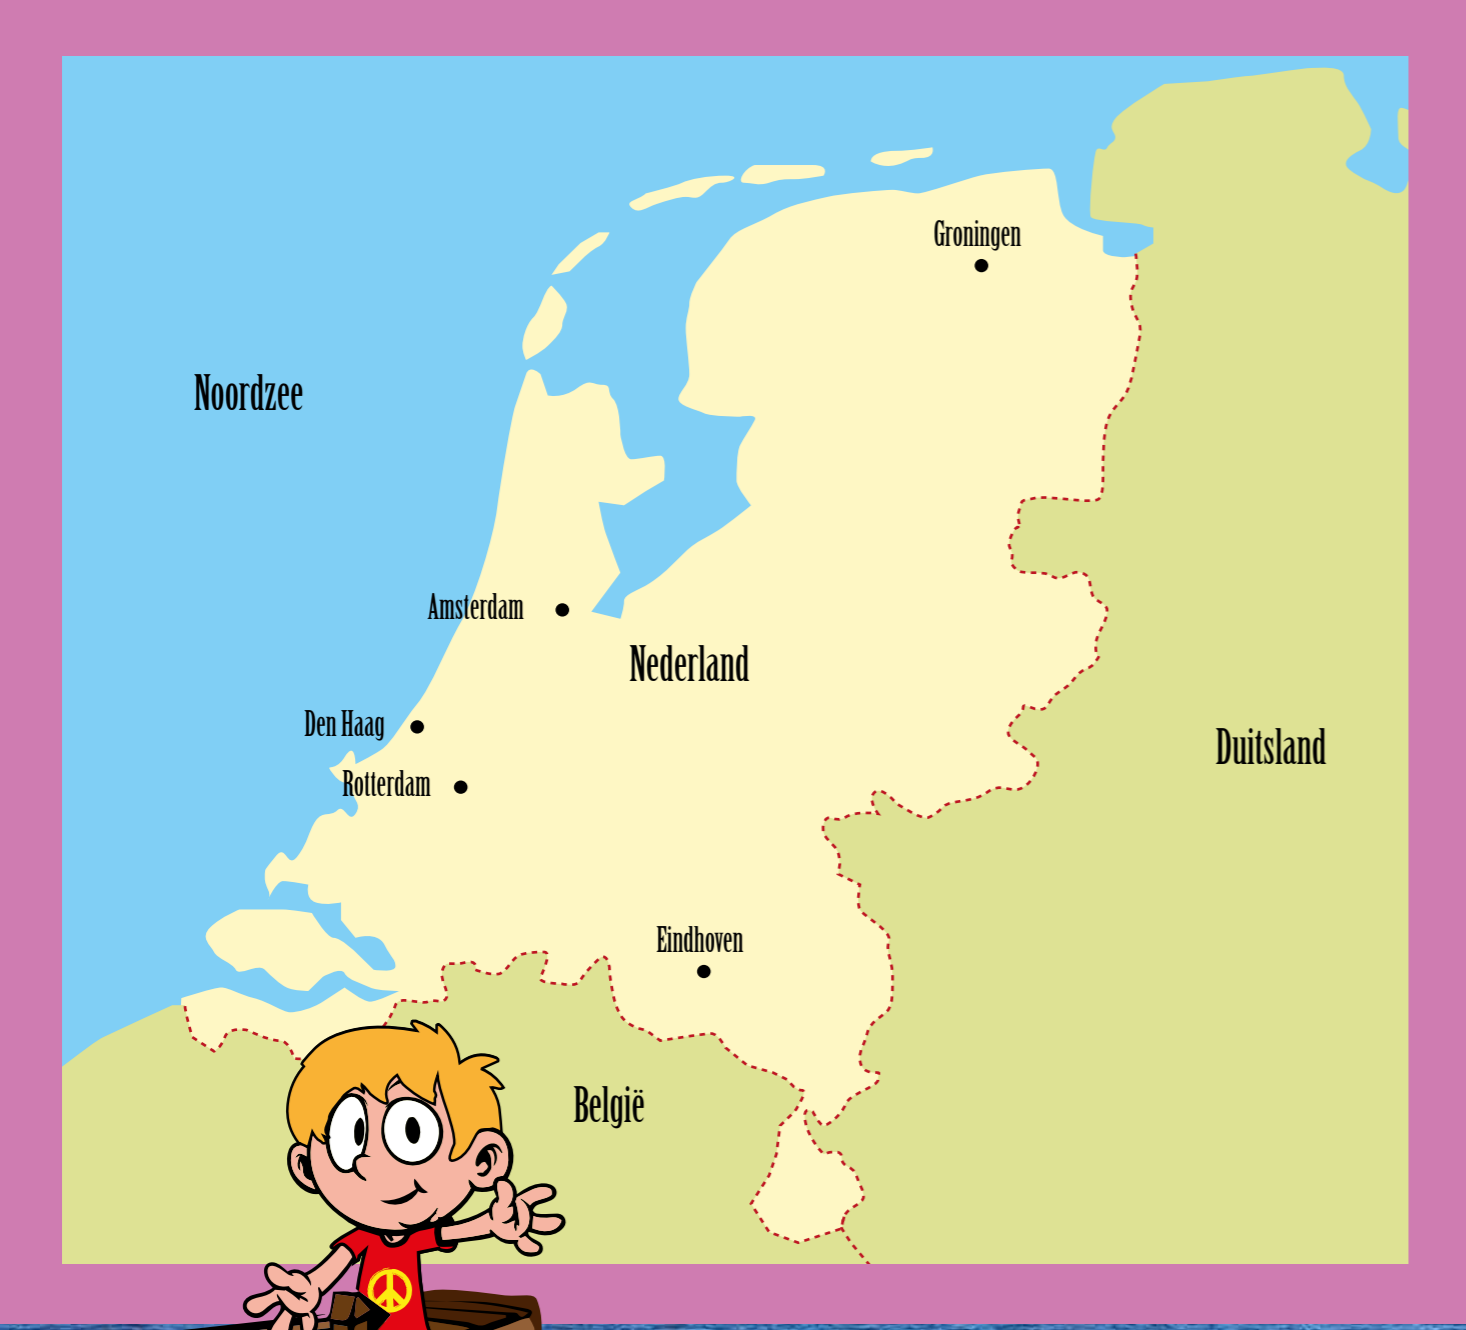 Groningen
Noordzee
Amsterdam
Nederland
Den Haag
Duitsland
Rotterdam
Eindhoven
België